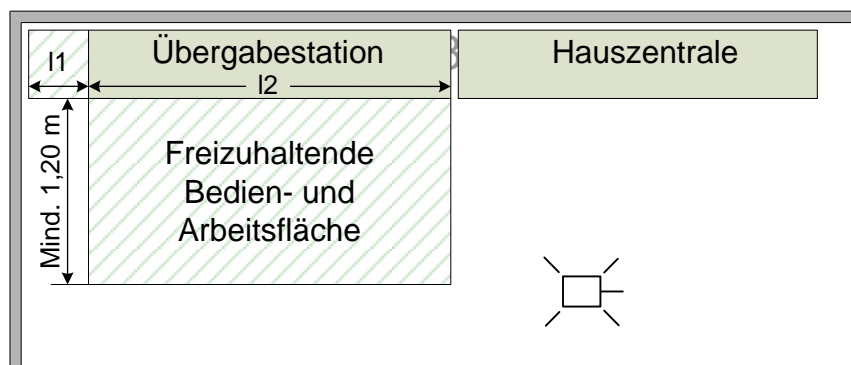 l1
Übergabestation
Hauszentrale
l2
Mind. 1,20 m
Freizuhaltende
Bedien- und
Arbeitsfläche